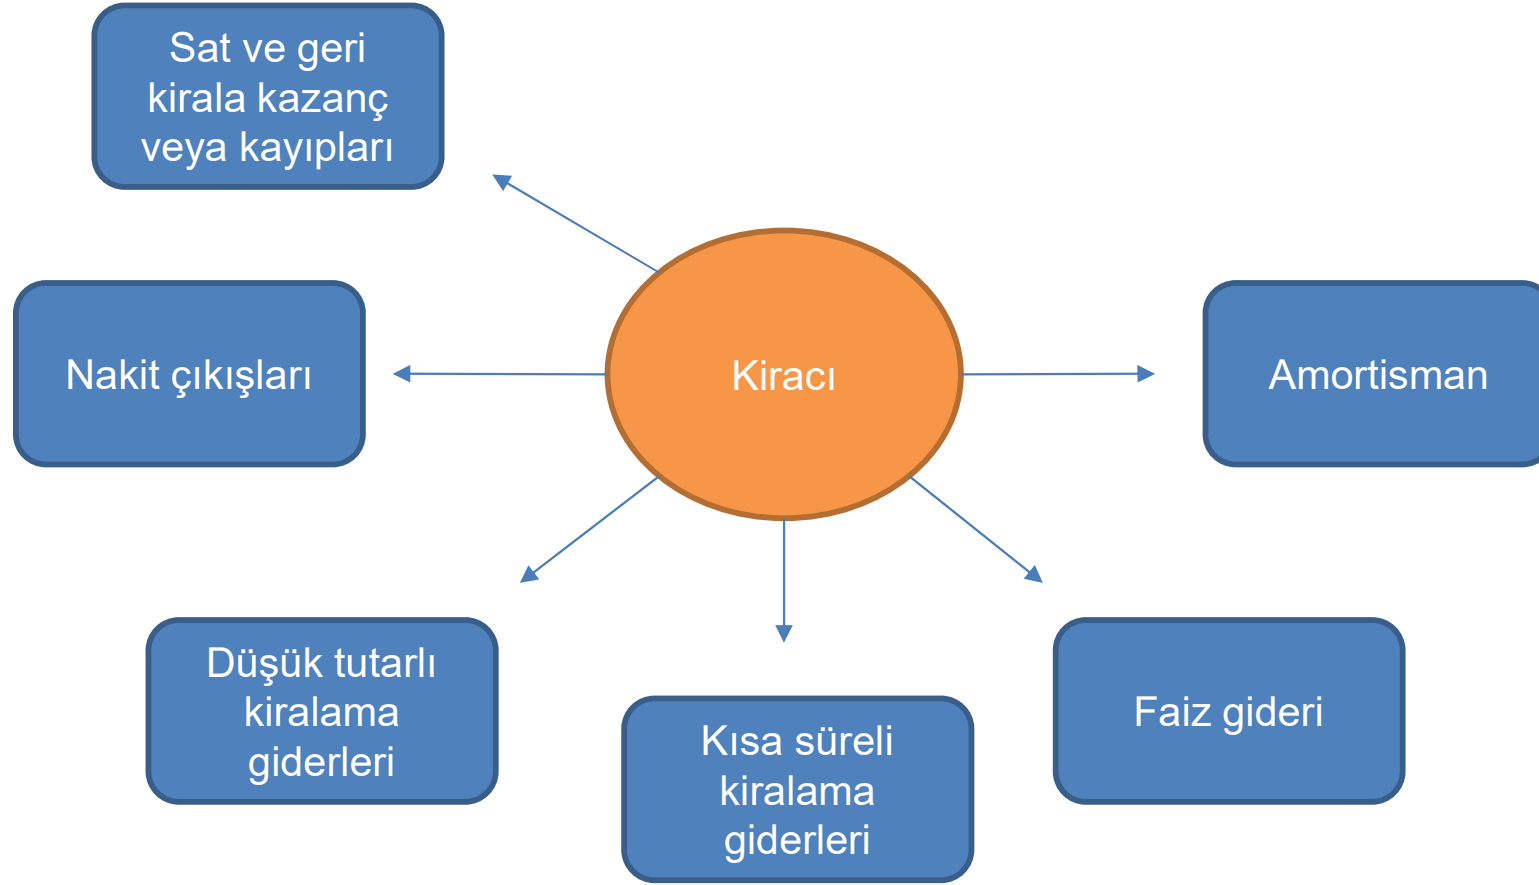 Sat ve geri
kirala kazanç
veya kayıpları
Nakit çıkışları
Kiracı
Amortisman
Düşük tutarlı
kiralama
giderleri
Kısa süreli
kiralama
giderleri
Faiz gideri